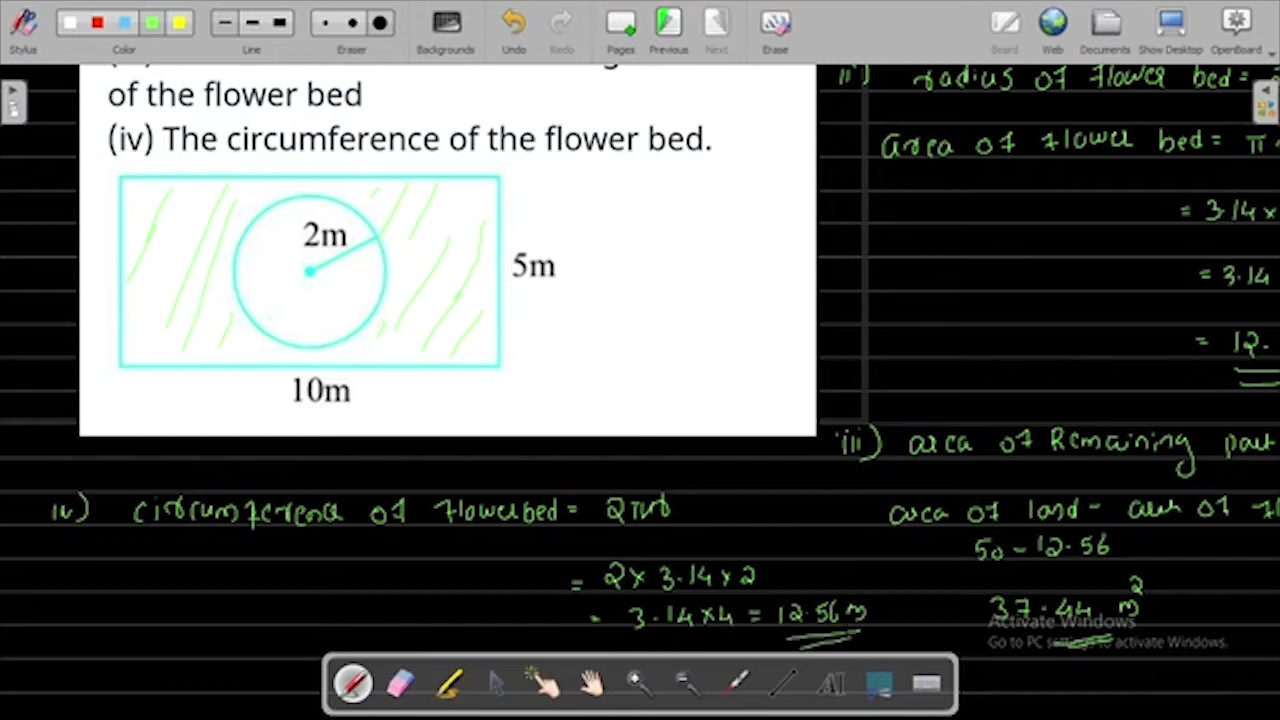 Stylus Color Line Eraser Backgrounds Undo Redo Pages Previous Next Erase Board Web Documents Show Desktop OpenBoard
of the flower bed
(iv) The circumference of the flower bed.
2m
5m
10m
radius of flower bed =
area of flower bed = π
= 3.14 ×
= 3.14
= 12.
iii) area of Remaining part
area of land - area of
50 - 12.56
37.44 m²
iv) circumference of flowerbed = 2πr
= 2 × 3.14 × 2
= 3.14 × 4 = 12.56 m
Activate Windows
Go to PC settings to activate Windows.